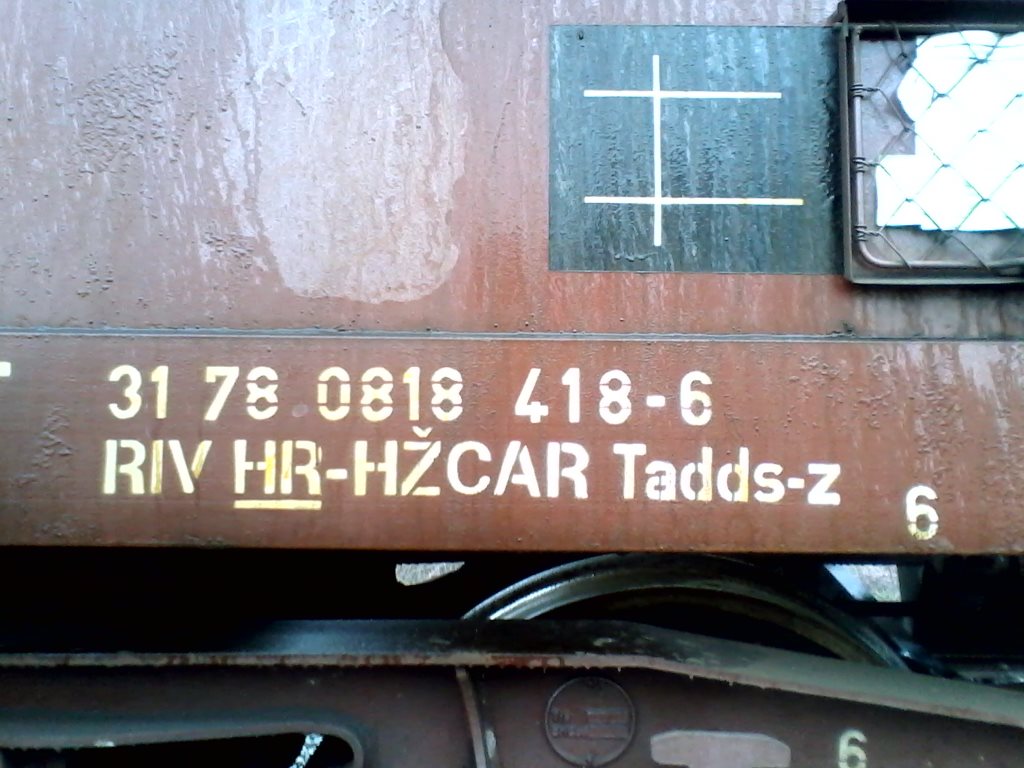 31 78 0818 418-6
RIV HR-HŽCAR Tadds-z
6
6